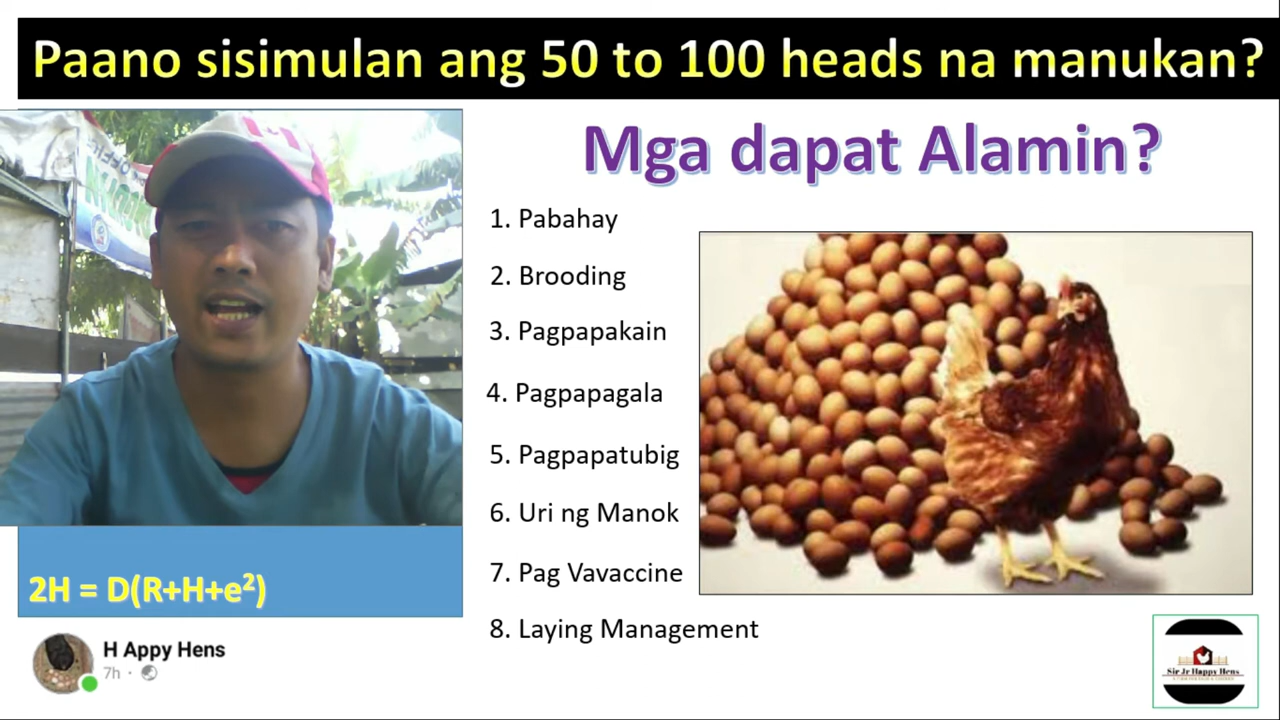 Paano sisimulan ang 50 to 100 heads na manukan?
Mga dapat Alamin?
1. Pabahay
2. Brooding
3. Pagpapakain
4. Pagpapagala
5. Pagpapatubig
6. Uri ng Manok
7. Pag Vavaccine
8. Laying Management
2H = D(R+H+e²)
H Appy Hens
7h ·
Sir Jr Happy Hens